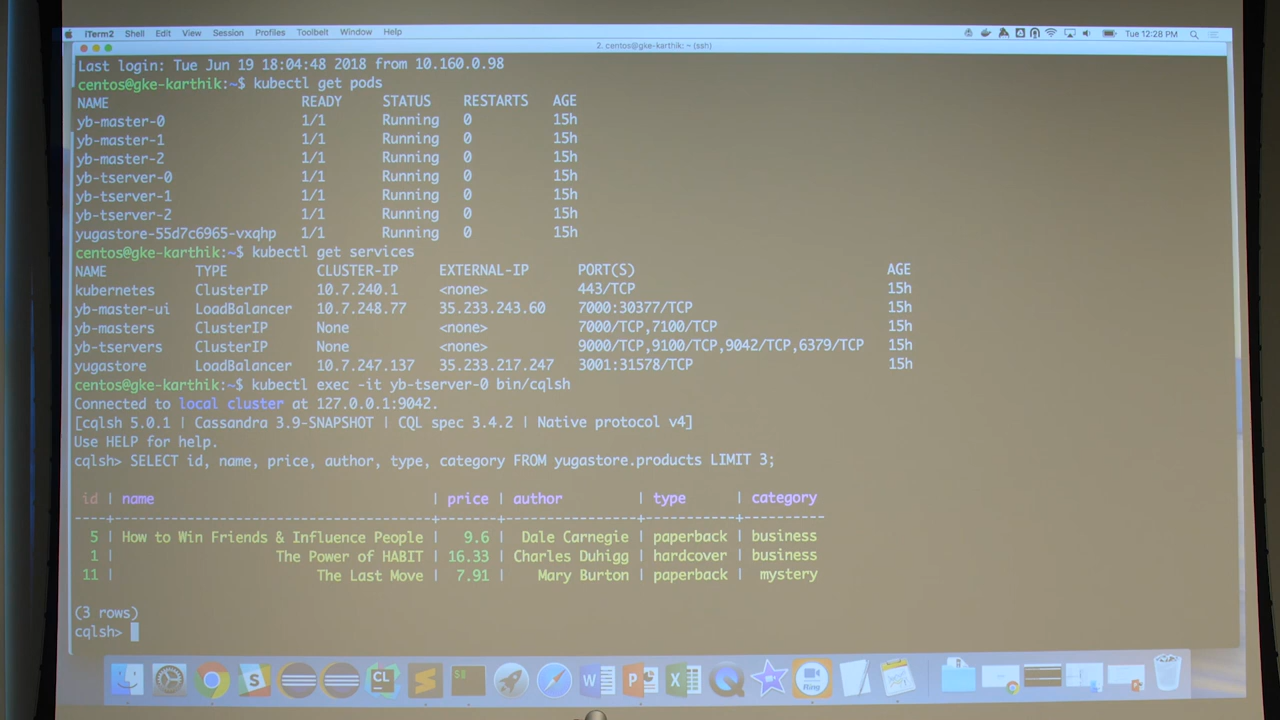 iTerm2 Shell Edit View Session Profiles Toolbelt Window Help Tue 12:28 PM
2. centos@gke-karthik: ~ (ssh)
Last login: Tue Jun 19 18:04:48 2018 from 10.160.0.98
centos@gke-karthik:~$ kubectl get pods
NAME READY STATUS RESTARTS AGE
yb-master-0 1/1 Running 0 15h
yb-master-1 1/1 Running 0 15h
yb-master-2 1/1 Running 0 15h
yb-tserver-0 1/1 Running 0 15h
yb-tserver-1 1/1 Running 0 15h
yb-tserver-2 1/1 Running 0 15h
yugastore-55d7c6965-vxqhp 1/1 Running 0 15h
centos@gke-karthik:~$ kubectl get services
NAME TYPE CLUSTER-IP EXTERNAL-IP PORT(S) AGE
kubernetes ClusterIP 10.7.240.1 <none> 443/TCP 15h
yb-master-ui LoadBalancer 10.7.248.77 35.233.243.60 7000:30377/TCP 15h
yb-masters ClusterIP None <none> 7000/TCP,7100/TCP 15h
yb-tservers ClusterIP None <none> 9000/TCP,9100/TCP,9042/TCP,6379/TCP 15h
yugastore LoadBalancer 10.7.247.137 35.233.217.247 3001:31578/TCP 15h
centos@gke-karthik:~$ kubectl exec -it yb-tserver-0 bin/cqlsh
Connected to local cluster at 127.0.0.1:9042.
[cqlsh 5.0.1 | Cassandra 3.9-SNAPSHOT | CQL spec 3.4.2 | Native protocol v4]
Use HELP for help.
cqlsh> SELECT id, name, price, author, type, category FROM yugastore.products LIMIT 3;
id | name | price | author | type | category
----+----------------------------------------+-------+----------------+-----------+----------
5 | How to Win Friends & Influence People | 9.6 | Dale Carnegie | paperback | business
1 | The Power of HABIT | 16.33 | Charles Duhigg | hardcover | business
11 | The Last Move | 7.91 | Mary Burton | paperback | mystery
(3 rows)
cqlsh>
CL
Ring